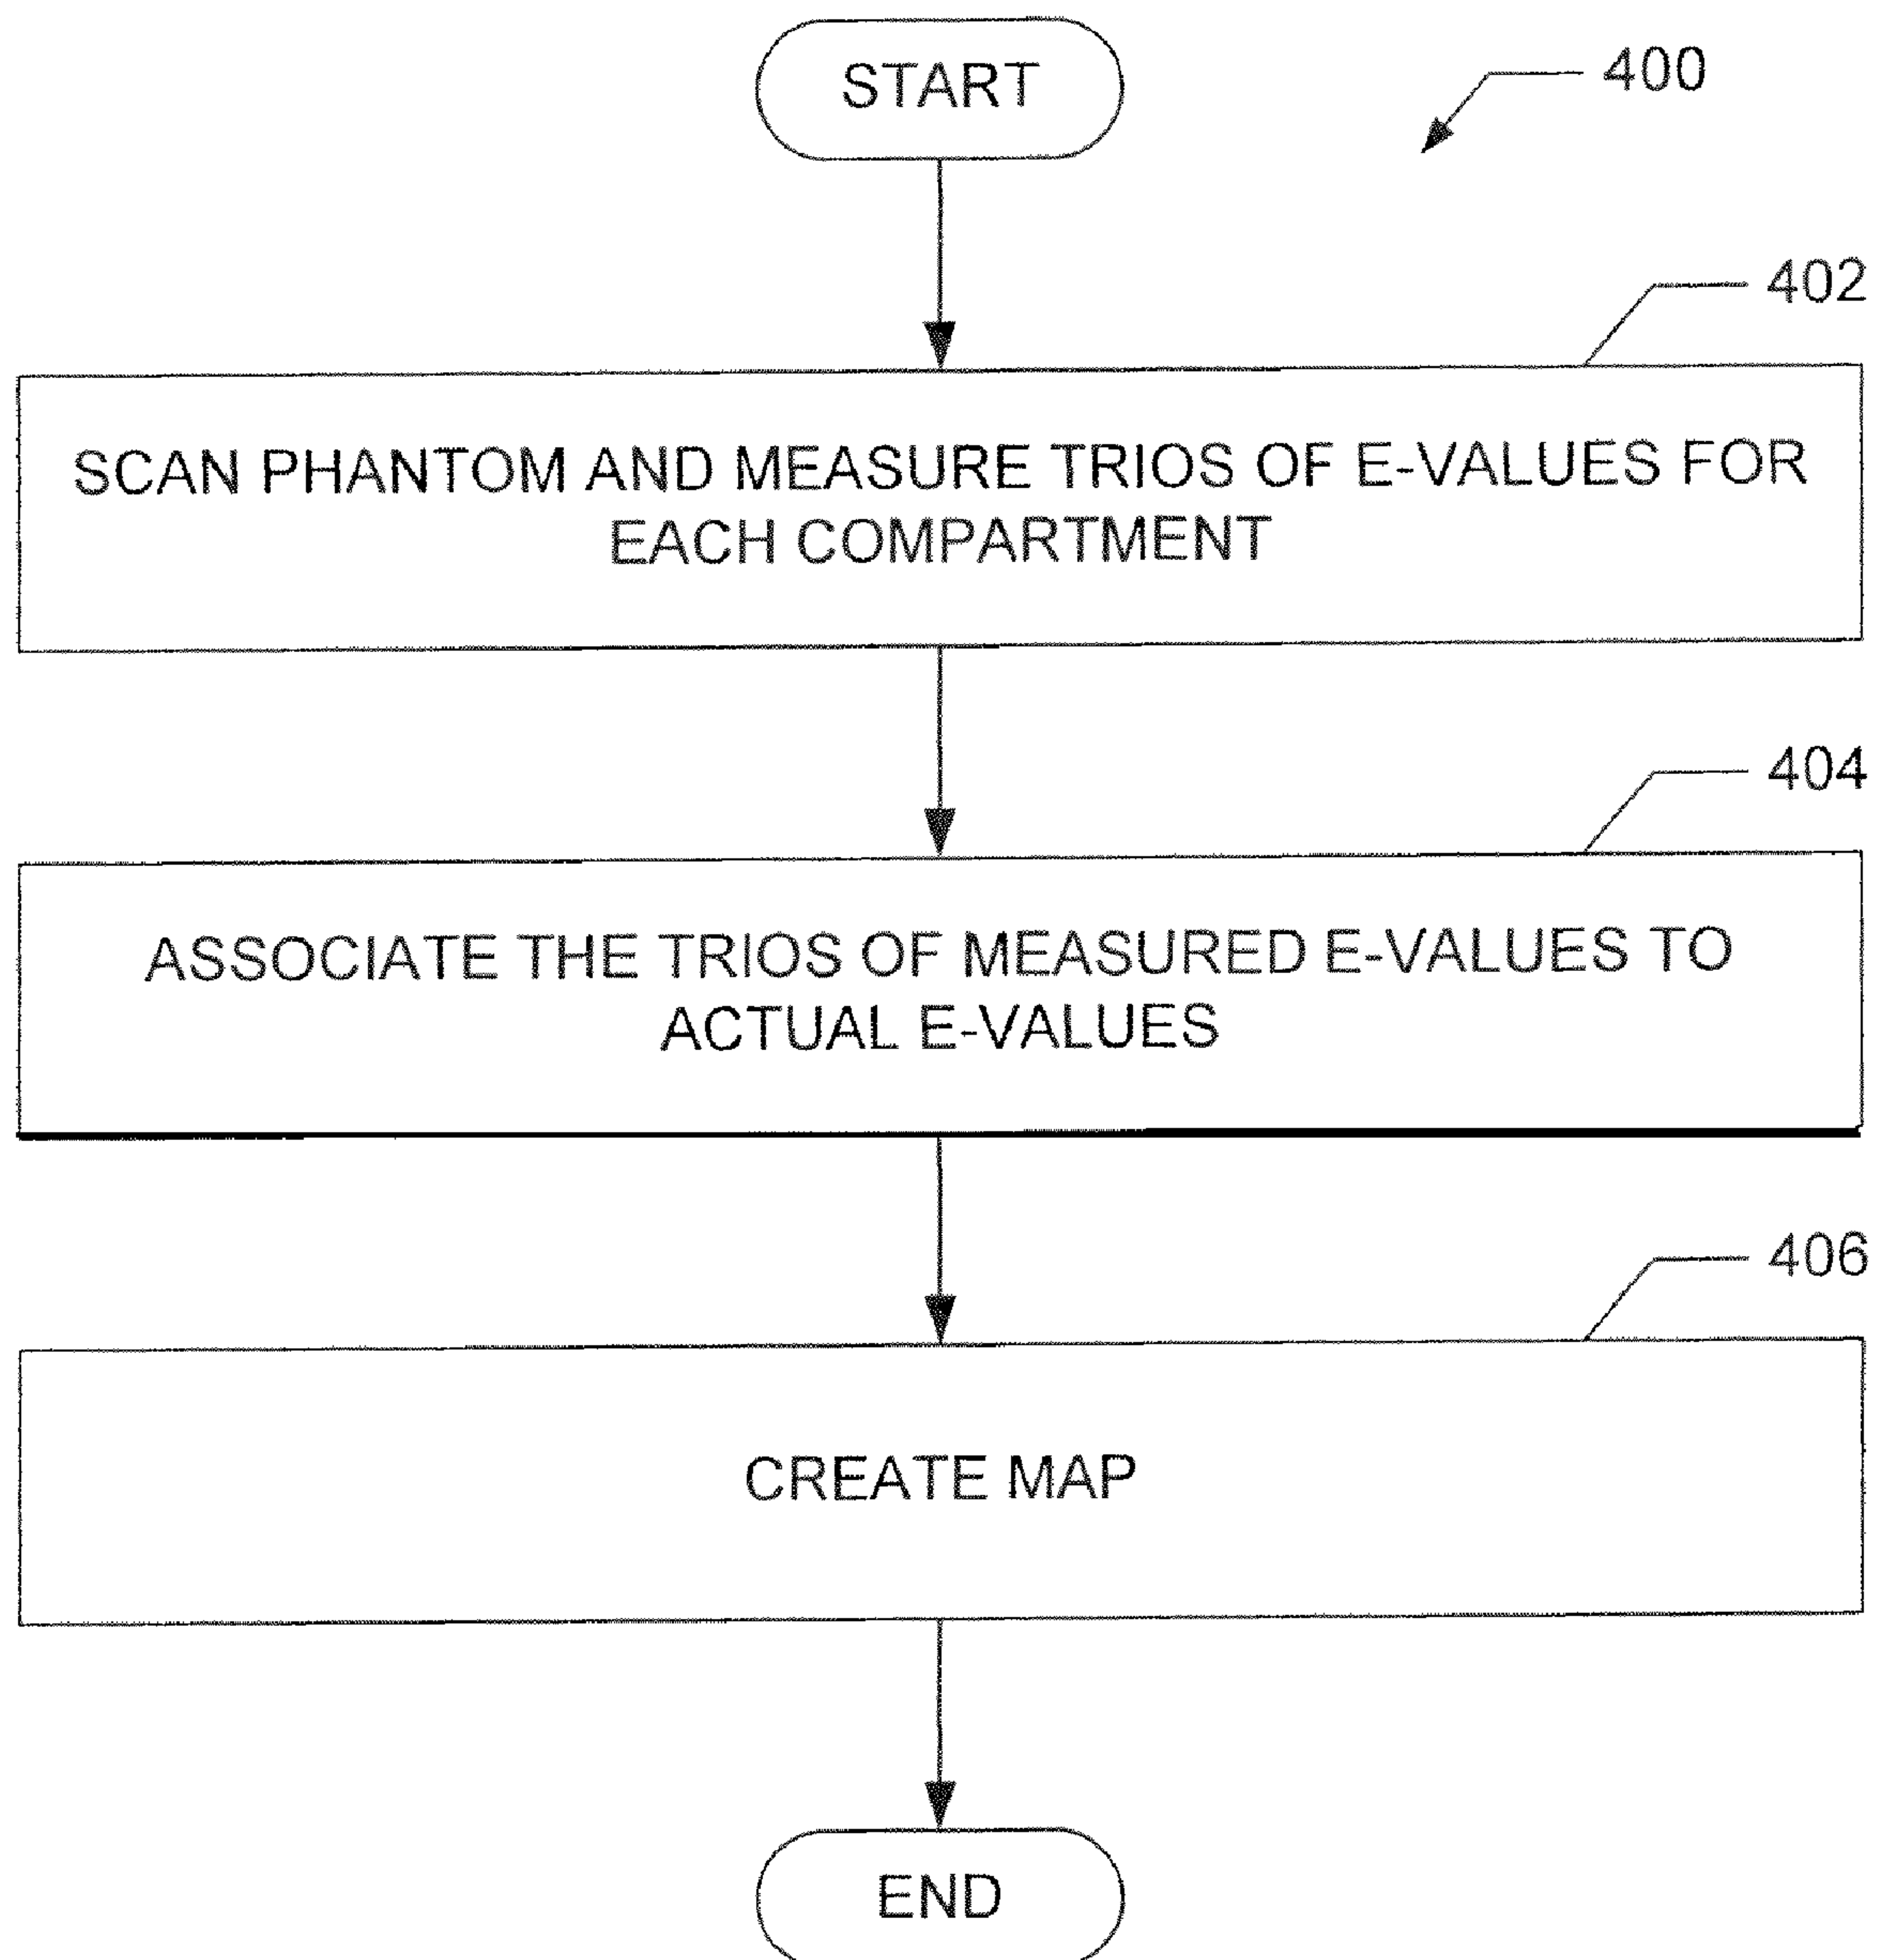 START
400
402
SCAN PHANTOM AND MEASURE TRIOS OF E-VALUES FOR
EACH COMPARTMENT
404
ASSOCIATE THE TRIOS OF MEASURED E-VALUES TO
ACTUAL E-VALUES
406
CREATE MAP
END